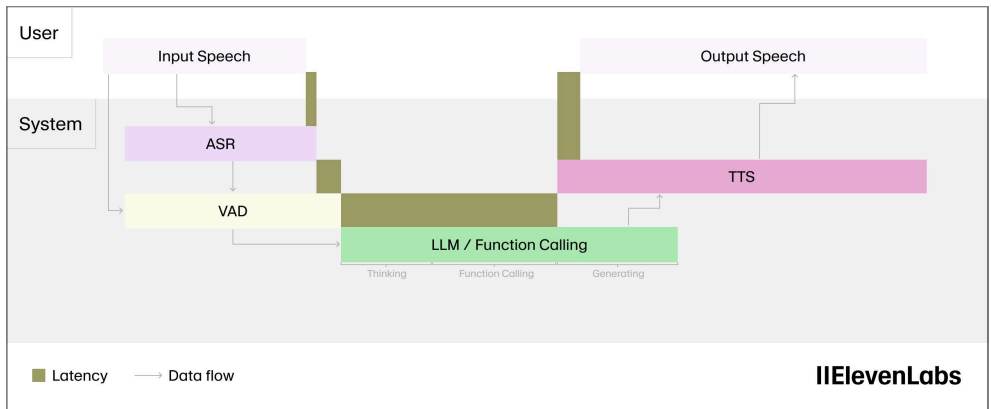 User
Input Speech
Output Speech
System
ASR
TTS
VAD
LLM / Function Calling
Thinking
Function Calling
Generating
Latency
Data flow
IIElevenLabs